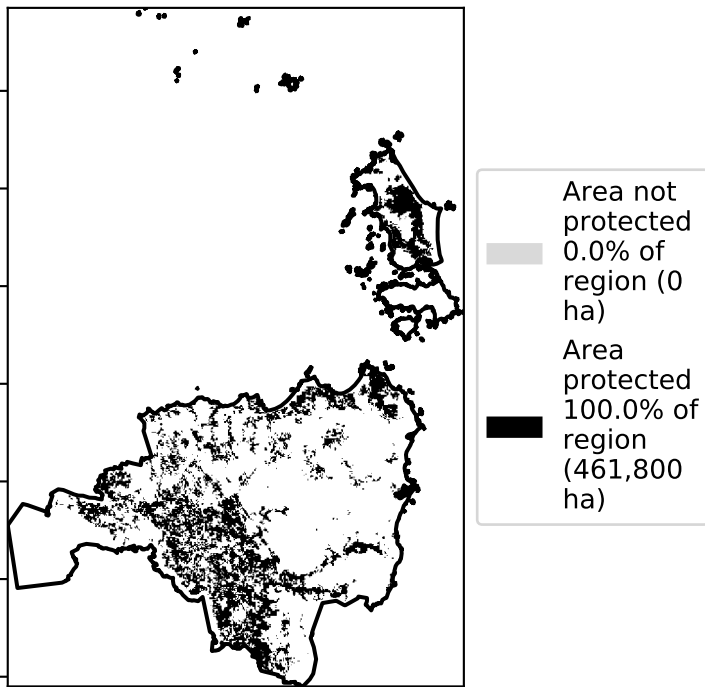 Area not
protected
0.0% of
region (0
ha)
Area
protected
100.0% of
region
(461,800
ha)